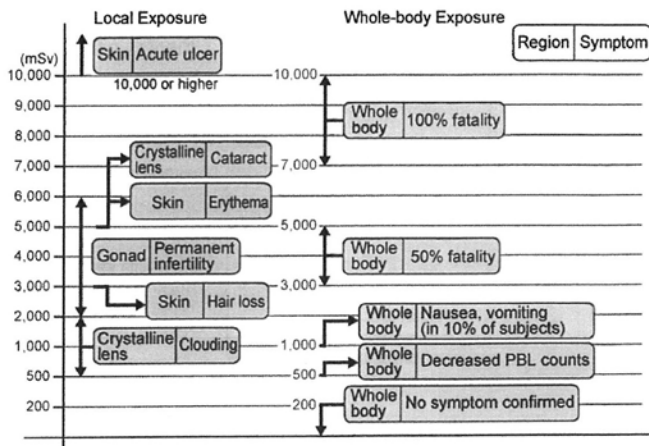 Local Exposure
Whole-body Exposure
Region Symptom
(mSv)
Skin Acute ulcer
10,000 or higher
10,000
9,000
8,000
7,000
6,000
5,000
4,000
3,000
2,000
1,000
500
200
Crystalline lens Cataract
Skin Erythema
Gonad Permanent infertility
Skin Hair loss
Crystalline lens Clouding
10,000
Whole body 100% fatality
7,000
5,000
Whole body 50% fatality
3,000
Whole body Nausea, vomiting (in 10% of subjects)
1,000
Whole body Decreased PBL counts
500
200
Whole body No symptom confirmed